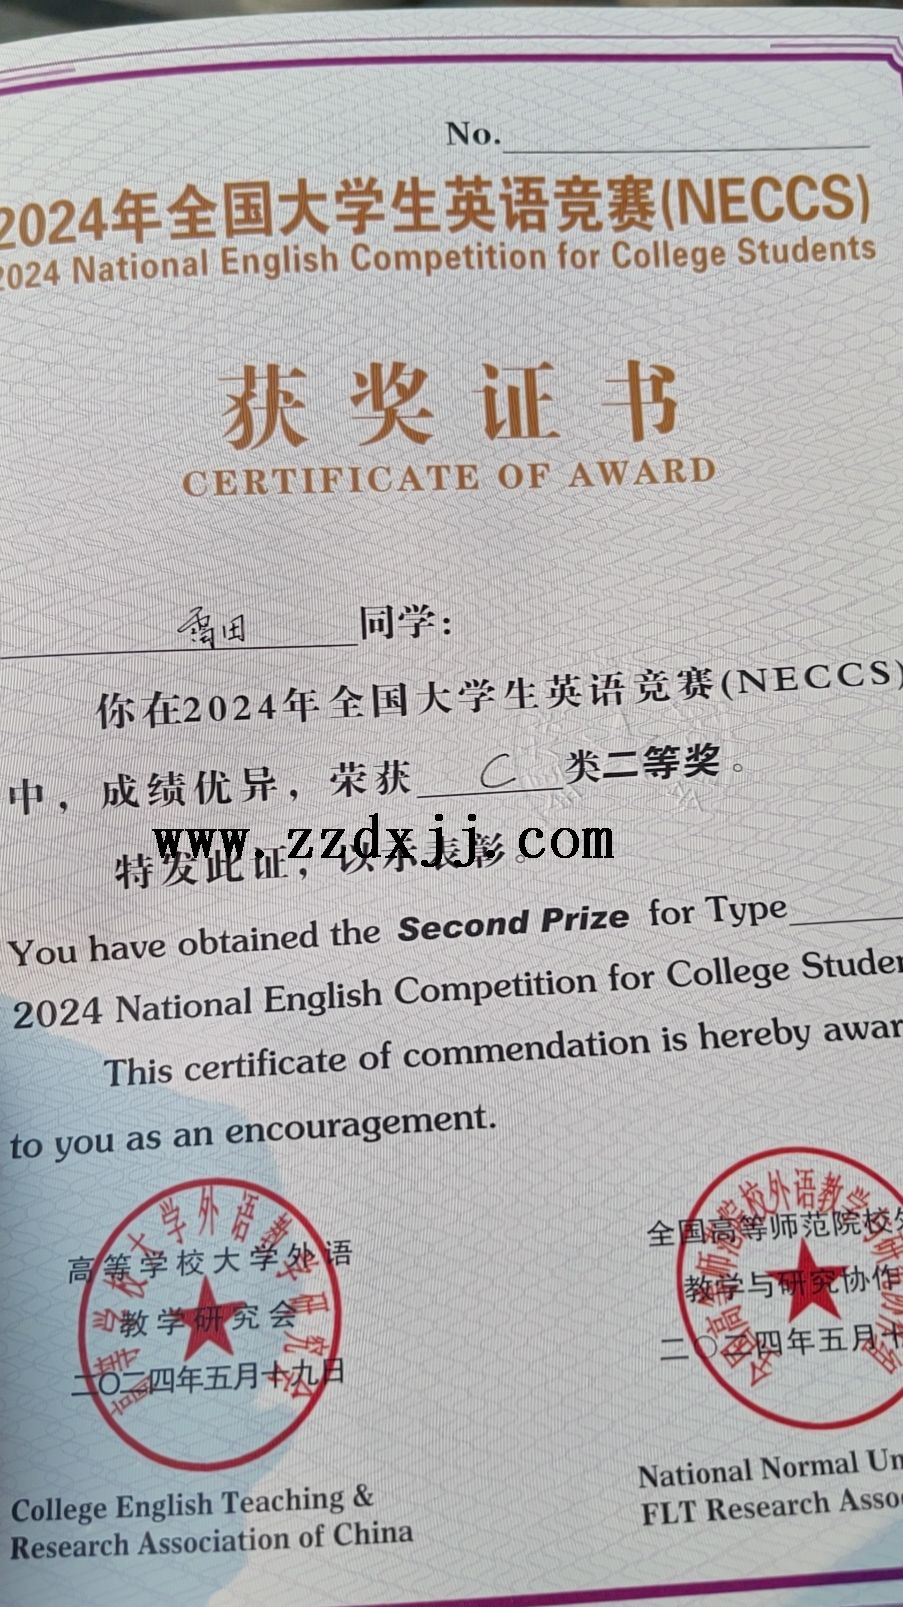 No.
2024年全国大学生英语竞赛(NECCS)
2024 National English Competition for College Students
获奖证书
CERTIFICATE OF AWARD
同学:
你在2024年全国大学生英语竞赛(NECCS)
中，成绩优异，荣获 C 类二等奖。
特发此证，以示表彰。
www.zzdxjj.com
You have obtained the Second Prize for Type
2024 National English Competition for College Studen
This certificate of commendation is hereby awar
to you as an encouragement.
高等学校大学外语
教学研究会
二〇二四年五月十九日
全国高等师范院校外
教学与研究协作
二〇二四年五月十
College English Teaching &
Research Association of China
National Normal Un
FLT Research Asso